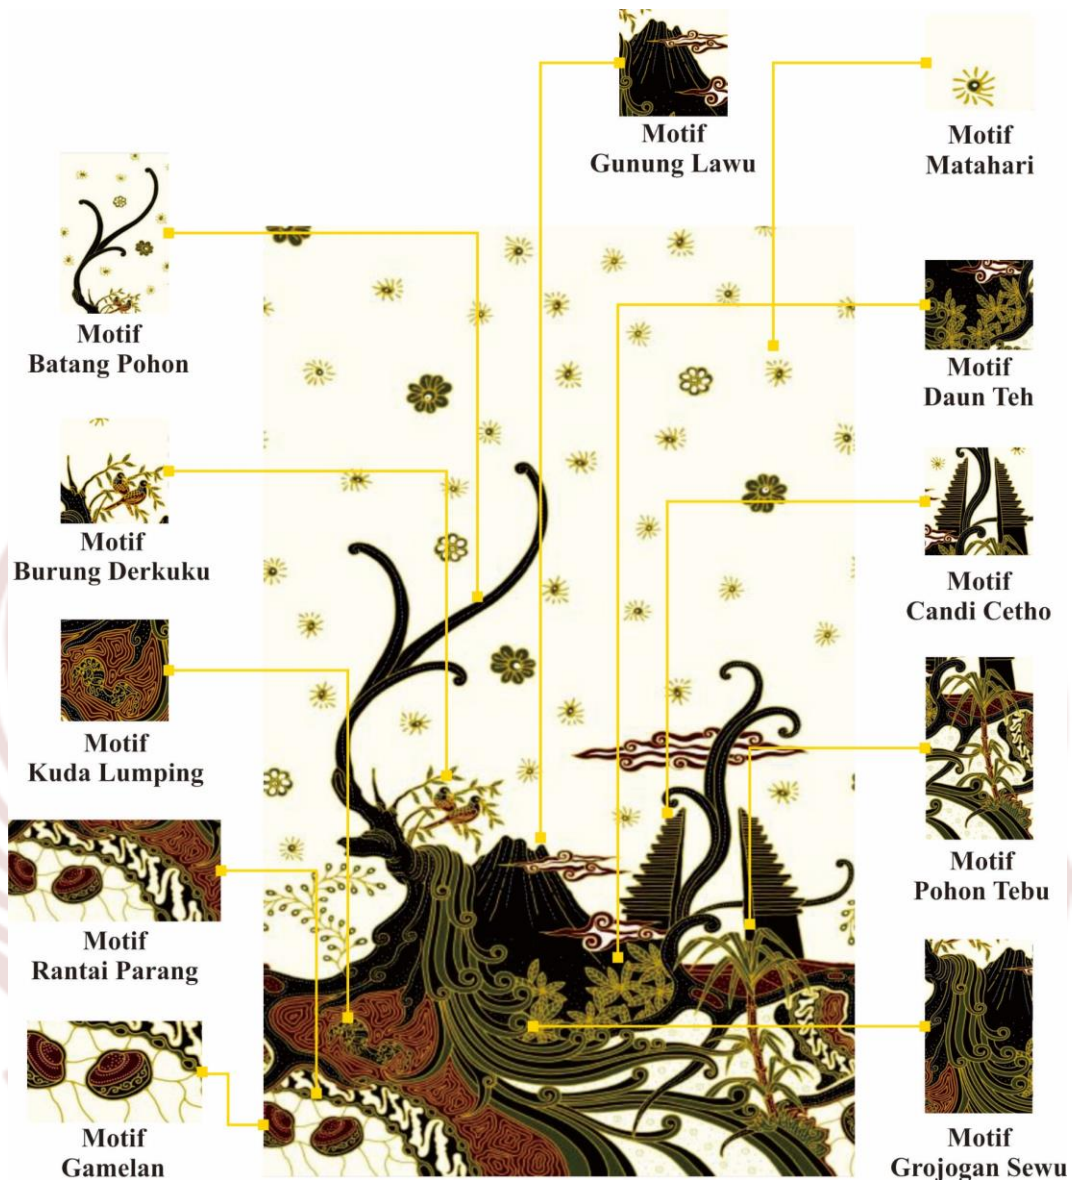 Motif
Gunung Lawu
Motif
Matahari
Motif
Batang Pohon
Motif
Daun Teh
Motif
Burung Derkuku
Motif
Candi Cetho
Motif
Kuda Lumping
Motif
Pohon Tebu
Motif
Rantai Parang
Motif
Gamelan
Motif
Grojogan Sewu